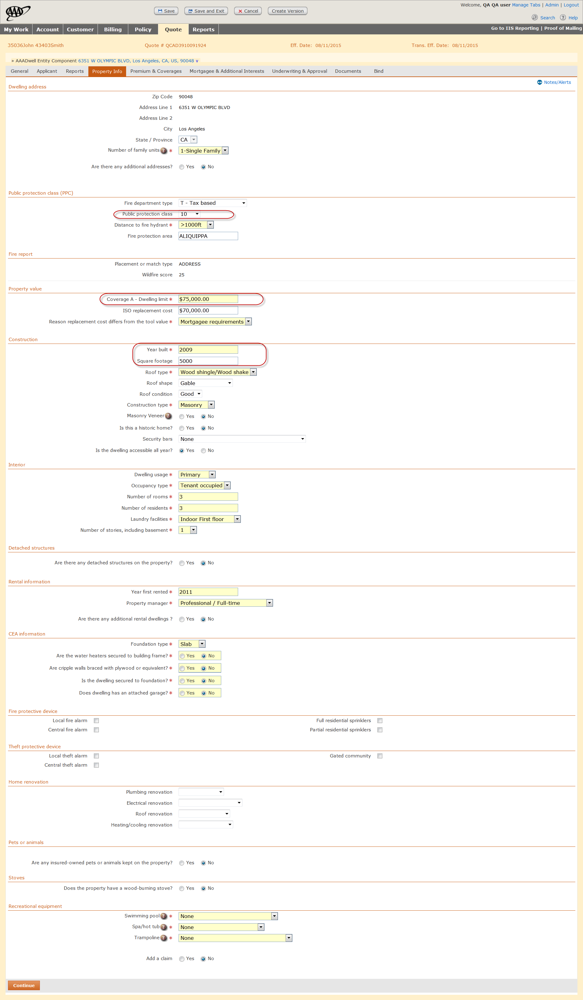 Welcome, QA QA user Manage Tabs | Admin | Logout
AAA Save Save and Exit Cancel Create Version
Search ? Help
My Work Account Customer Billing Policy Quote Reports Go to IIS Reporting | Proof of Mailing
35036John 43403Smith Quote # QCAD3910091924 Eff. Date: 08/11/2015 Trans. Eff. Date: 08/11/2015
» AAADwell Entity Component 6351 W OLYMPIC BLVD, Los Angeles, CA, US, 90048 v
General Applicant Reports Property Info Premium & Coverages Mortgagee & Additional Interests Underwriting & Approval Documents Bind
Notes/Alerts
Dwelling address
Zip Code 90048
Address Line 1 6351 W OLYMPIC BLVD
Address Line 2
City Los Angeles
State / Province CA
Number of family units ? * 1-Single Family
Are there any additional addresses? Yes No
Public protection class (PPC)
Fire department type T - Tax based
Public protection class 10
Distance to fire hydrant * >1000ft
Fire protection area ALIQUIPPA
Fire report
Placement or match type ADDRESS
Wildfire score 25
Property value
Coverage A - Dwelling limit * $75,000.00
ISO replacement cost $70,000.00
Reason replacement cost differs from the tool value * Mortgagee requirements
Construction
Year built * 2009
Square footage 5000
Roof type * Wood shingle/Wood shake
Roof shape Gable
Roof condition Good
Construction type * Masonry
Masonry Veneer ? Yes No
Is this a historic home? Yes No
Security bars None
Is the dwelling accessible all year? Yes No
Interior
Dwelling usage * Primary
Occupancy type * Tenant occupied
Number of rooms * 3
Number of residents * 3
Laundry facilities * Indoor First floor
Number of stories, including basement * 1
Detached structures
Are there any detached structures on the property? Yes No
Rental information
Year first rented * 2011
Property manager * Professional / Full-time
Are there any additional rental dwellings ? Yes No
CEA information
Foundation type * Slab
Are the water heaters secured to building frame? * Yes No
Are cripple walls braced with plywood or equivalent? * Yes No
Is the dwelling secured to foundation? * Yes No
Does dwelling has an attached garage? * Yes No
Fire protective device
Local fire alarm Full residential sprinklers
Central fire alarm Partial residential sprinklers
Theft protective device
Local theft alarm Gated community
Central theft alarm
Home renovation
Plumbing renovation
Electrical renovation
Roof renovation
Heating/cooling renovation
Pets or animals
Are any insured-owned pets or animals kept on the property? Yes No
Stoves
Does the property have a wood-burning stove? Yes No
Recreational equipment
Swimming pool ? * None
Spa/hot tub ? * None
Trampoline ? * None
Add a claim Yes No
Continue